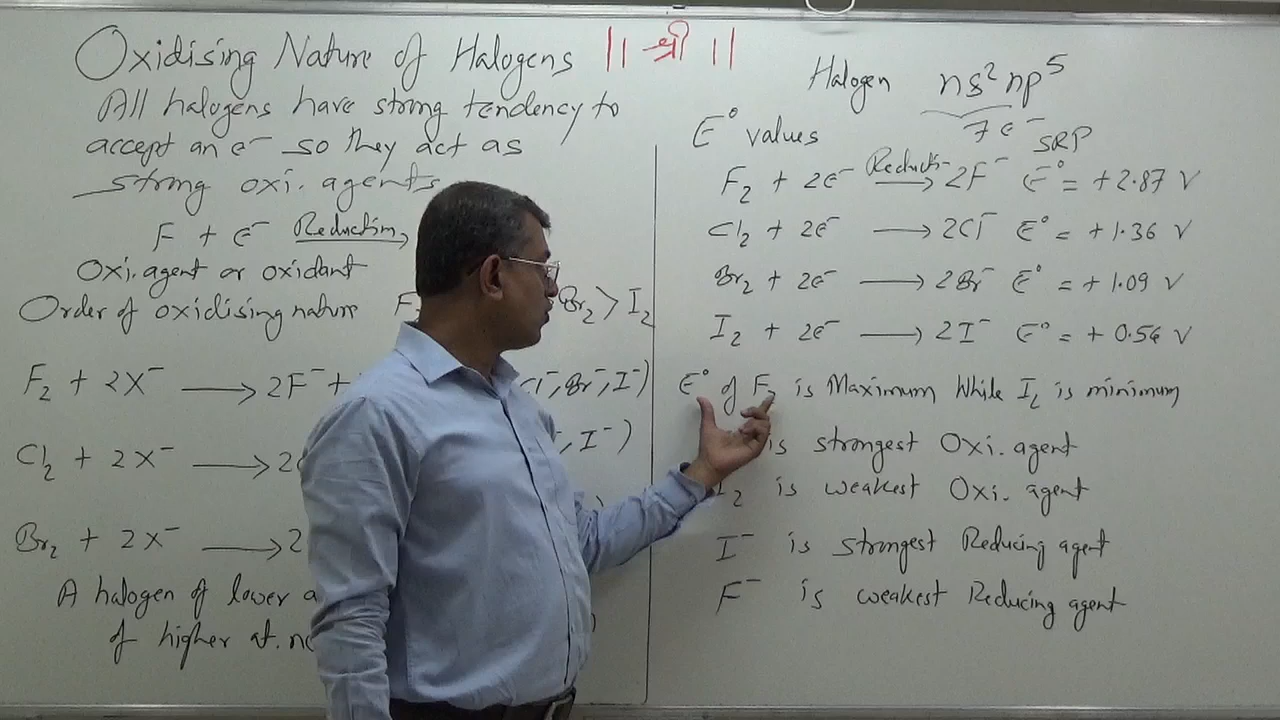 Oxidising Nature of Halogens || श्री ||
All halogens have strong tendency to
accept an e⁻ so they act as
strong oxi. agents
F + e⁻ Reduction
Oxi. agent or oxidant
Order of oxidising nature F Br₂ > I₂
F₂ + 2X⁻ ⟶ 2F⁻ + Br⁻, I⁻)
Cl₂ + 2X⁻ ⟶ , I⁻)
Br₂ + 2X⁻ ⟶ 2
A halogen of lower a
of higher at.
Halogen ns² np⁵
7e⁻
E° values SRP
F₂ + 2e⁻ ⟶ 2F⁻ E° = +2.87 V
Cl₂ + 2e⁻ ⟶ 2Cl⁻ E° = +1.36 V
Br₂ + 2e⁻ ⟶ 2Br⁻ E° = +1.09 V
I₂ + 2e⁻ ⟶ 2I⁻ E° = + 0.54 V
E° of F₂ is Maximum While I₂ is minimum
is strongest Oxi. agent
I₂ is weakest Oxi. agent
I⁻ is strongest Reducing agent
F⁻ is weakest Reducing agent